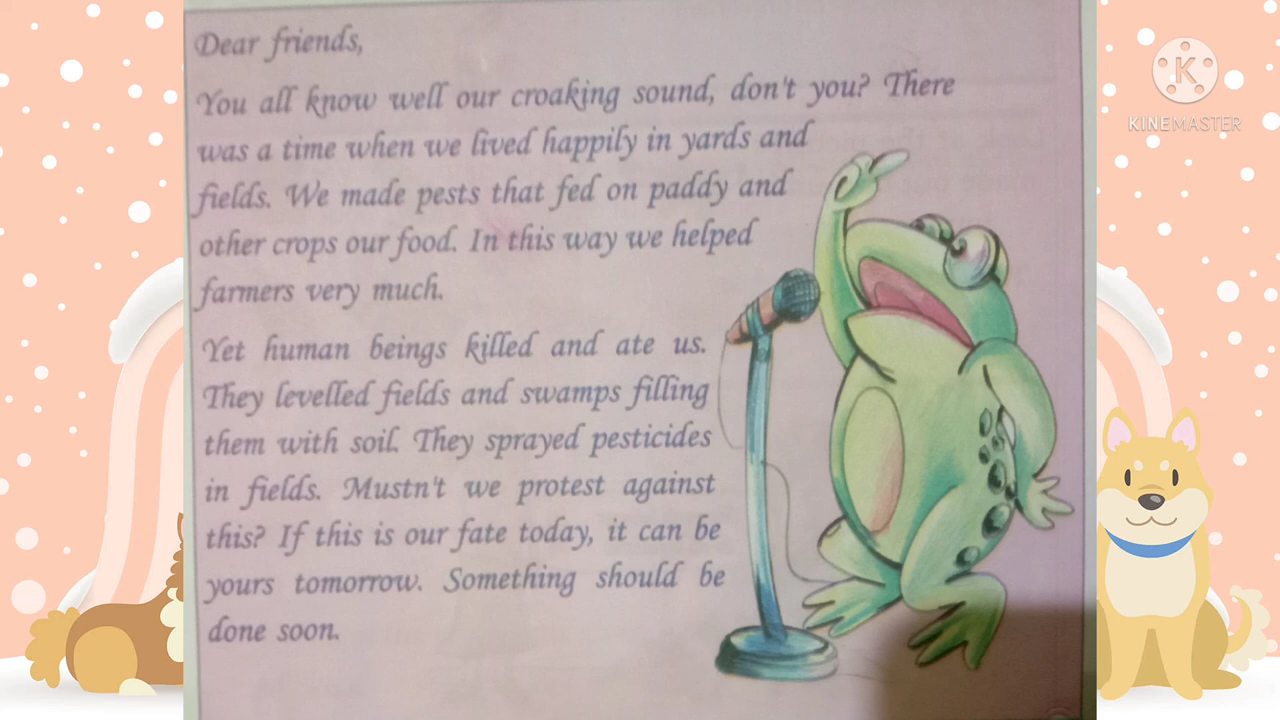 Dear friends,
You all know well our croaking sound, don't you? There
was a time when we lived happily in yards and
fields. We made pests that fed on paddy and
other crops our food. In this way we helped
farmers very much.
Yet human beings killed and ate us.
They levelled fields and swamps filling
them with soil. They sprayed pesticides
in fields. Mustn't we protest against
this? If this is our fate today, it can be
yours tomorrow. Something should be
done soon.
K
KINEMASTER